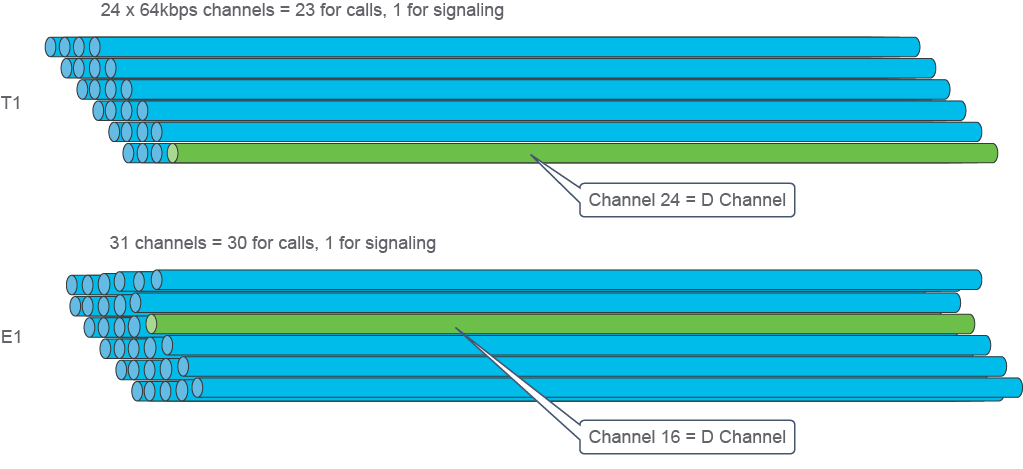 24 x 64kbps channels = 23 for calls, 1 for signaling
T1
Channel 24 = D Channel
31 channels = 30 for calls, 1 for signaling
E1
Channel 16 = D Channel